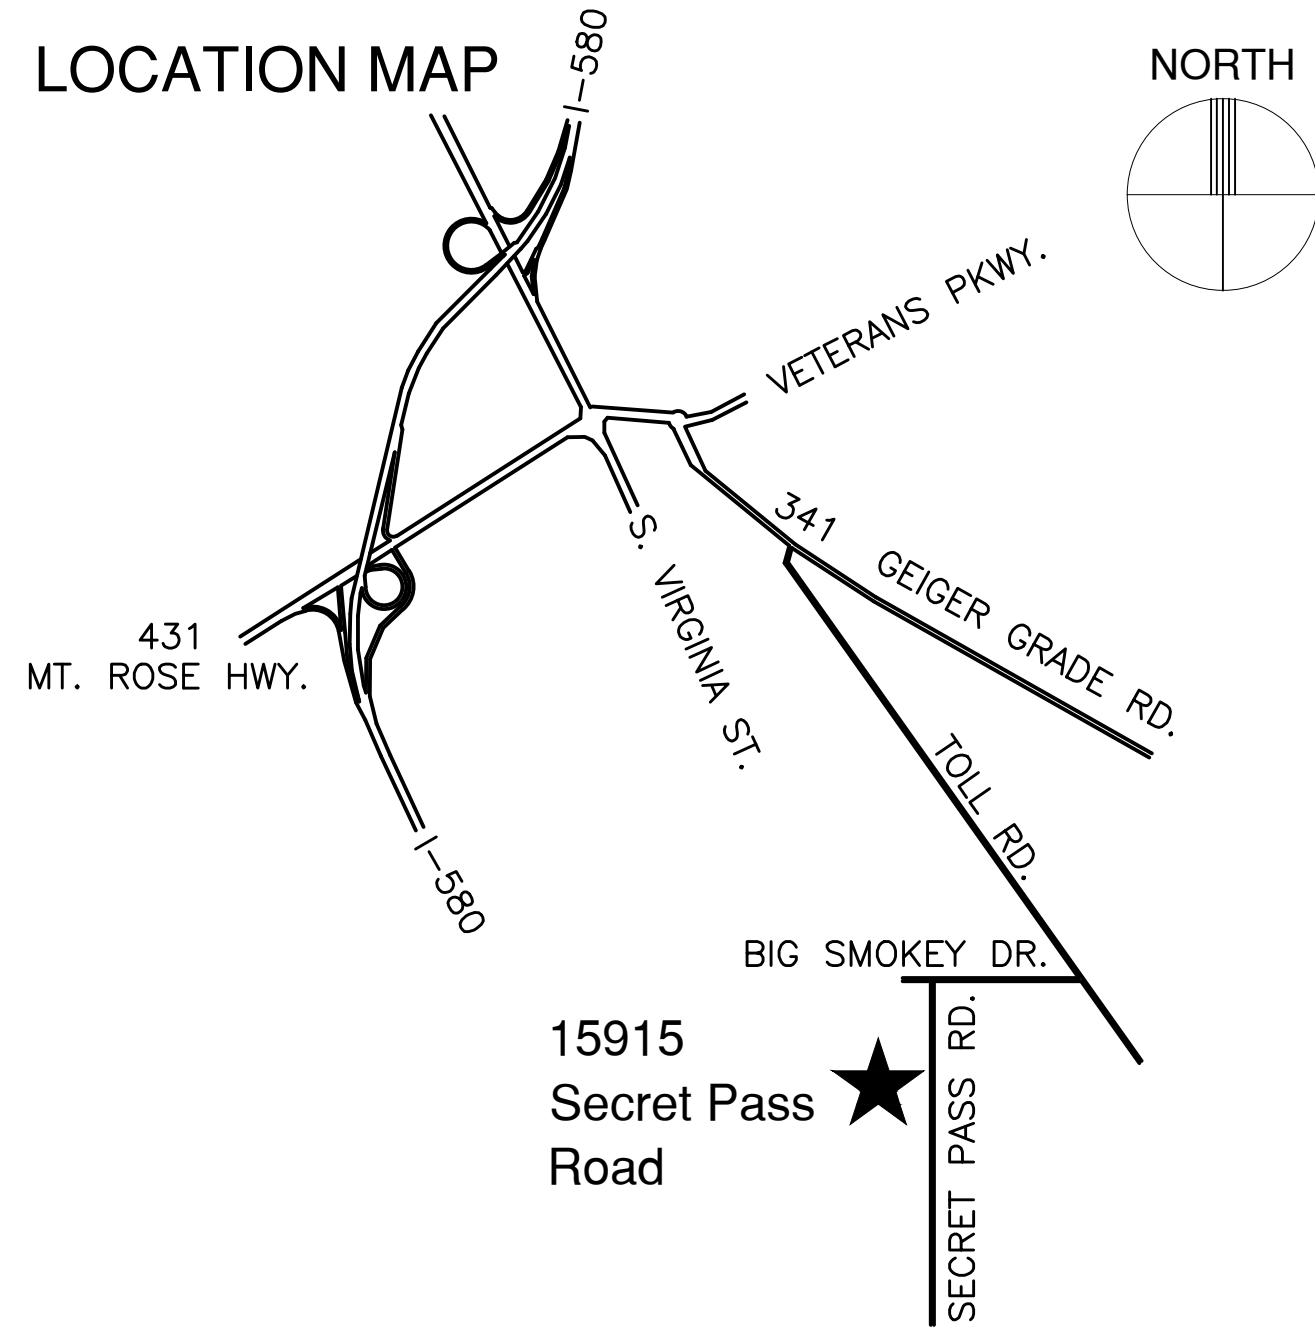 LOCATION MAP
I-580
NORTH
VETERANS PKWY.
341
GEIGER GRADE RD.
S. VIRGINIA ST.
431
MT. ROSE HWY.
TOLL RD.
I-580
BIG SMOKEY DR.
SECRET PASS RD.
15915
Secret Pass
Road